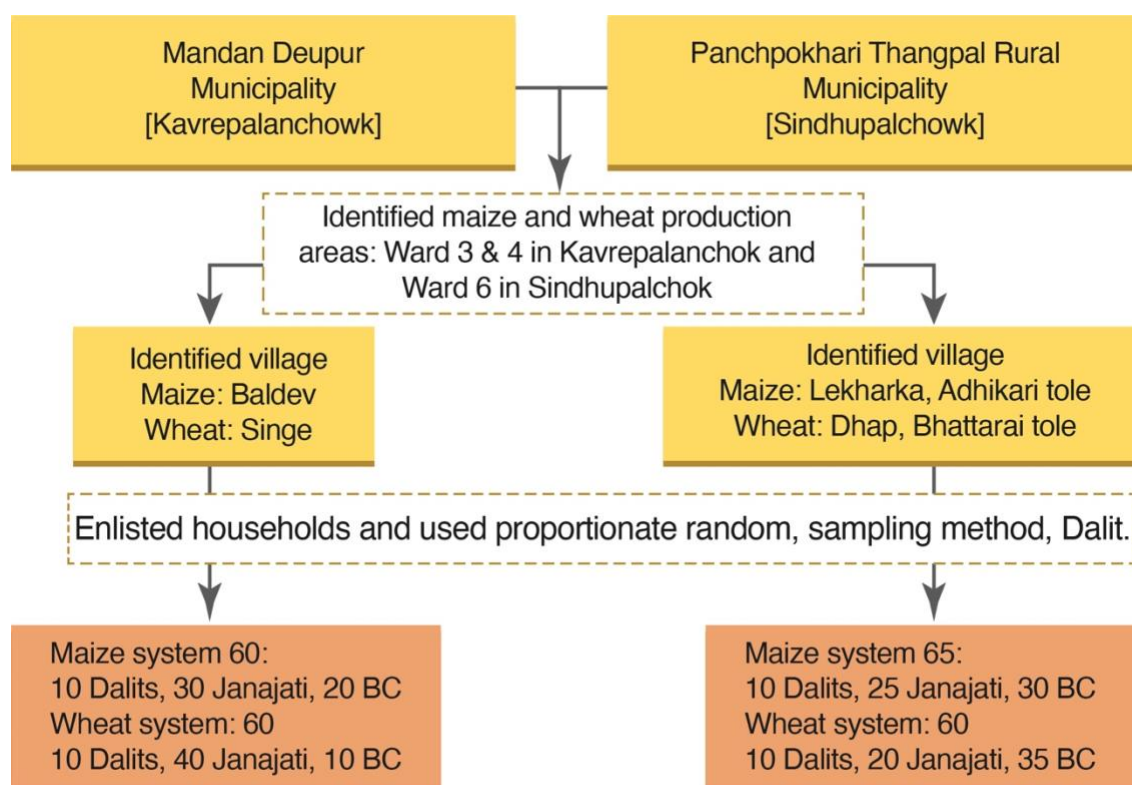 Mandan Deupur
Municipality
[Kavrepalanchowk]
Panchpokhari Thangpal Rural
Municipality
[Sindhupalchowk]
Identified maize and wheat production
areas: Ward 3 & 4 in Kavrepalanchok and
Ward 6 in Sindhupalchok
Identified village
Maize: Baldev
Wheat: Singe
Identified village
Maize: Lekharka, Adhikari tole
Wheat: Dhap, Bhattarai tole
Enlisted households and used proportionate random, sampling method, Dalit.
Maize system 60:
10 Dalits, 30 Janajati, 20 BC
Wheat system: 60
10 Dalits, 40 Janajati, 10 BC
Maize system 65:
10 Dalits, 25 Janajati, 30 BC
Wheat system: 60
10 Dalits, 20 Janajati, 35 BC